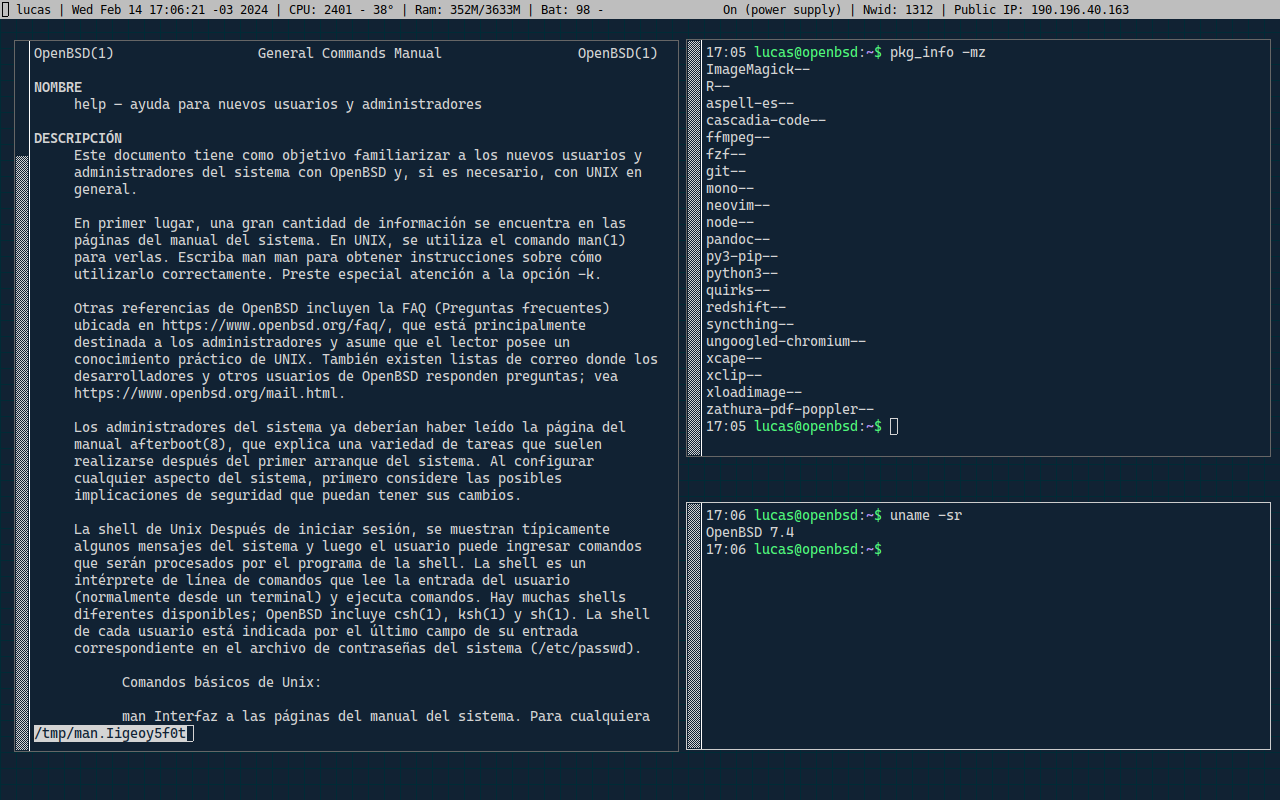 lucas | Wed Feb 14 17:06:21 -03 2024 | CPU: 2401 - 38° | Ram: 352M/3633M | Bat: 98 - On (power supply) | Nwid: 1312 | Public IP: 190.196.40.163
OpenBSD(1) General Commands Manual OpenBSD(1)
NOMBRE
help — ayuda para nuevos usuarios y administradores
DESCRIPCIÓN
Este documento tiene como objetivo familiarizar a los nuevos usuarios y
administradores del sistema con OpenBSD y, si es necesario, con UNIX en
general.
En primer lugar, una gran cantidad de información se encuentra en las
páginas del manual del sistema. En UNIX, se utiliza el comando man(1)
para verlas. Escriba man man para obtener instrucciones sobre cómo
utilizarlo correctamente. Preste especial atención a la opción -k.
Otras referencias de OpenBSD incluyen la FAQ (Preguntas frecuentes)
ubicada en https://www.openbsd.org/faq/, que está principalmente
destinada a los administradores y asume que el lector posee un
conocimiento práctico de UNIX. También existen listas de correo donde los
desarrolladores y otros usuarios de OpenBSD responden preguntas; vea
https://www.openbsd.org/mail.html.
Los administradores del sistema ya deberían haber leído la página del
manual afterboot(8), que explica una variedad de tareas que suelen
realizarse después del primer arranque del sistema. Al configurar
cualquier aspecto del sistema, primero considere las posibles
implicaciones de seguridad que puedan tener sus cambios.
La shell de Unix Después de iniciar sesión, se muestran típicamente
algunos mensajes del sistema y luego el usuario puede ingresar comandos
que serán procesados por el programa de la shell. La shell es un
intérprete de línea de comandos que lee la entrada del usuario
(normalmente desde un terminal) y ejecuta comandos. Hay muchas shells
diferentes disponibles; OpenBSD incluye csh(1), ksh(1) y sh(1). La shell
de cada usuario está indicada por el último campo de su entrada
correspondiente en el archivo de contraseñas del sistema (/etc/passwd).
Comandos básicos de Unix:
man Interfaz a las páginas del manual del sistema. Para cualquiera
/tmp/man.Iigeoy5f0t
17:05 lucas@openbsd:~$ pkg_info -mz
ImageMagick--
R--
aspell-es--
cascadia-code--
ffmpeg--
fzf--
git--
mono--
neovim--
node--
pandoc--
py3-pip--
python3--
quirks--
redshift--
syncthing--
ungoogled-chromium--
xcape--
xclip--
xloadimage--
zathura-pdf-poppler--
17:05 lucas@openbsd:~$
17:06 lucas@openbsd:~$ uname -sr
OpenBSD 7.4
17:06 lucas@openbsd:~$